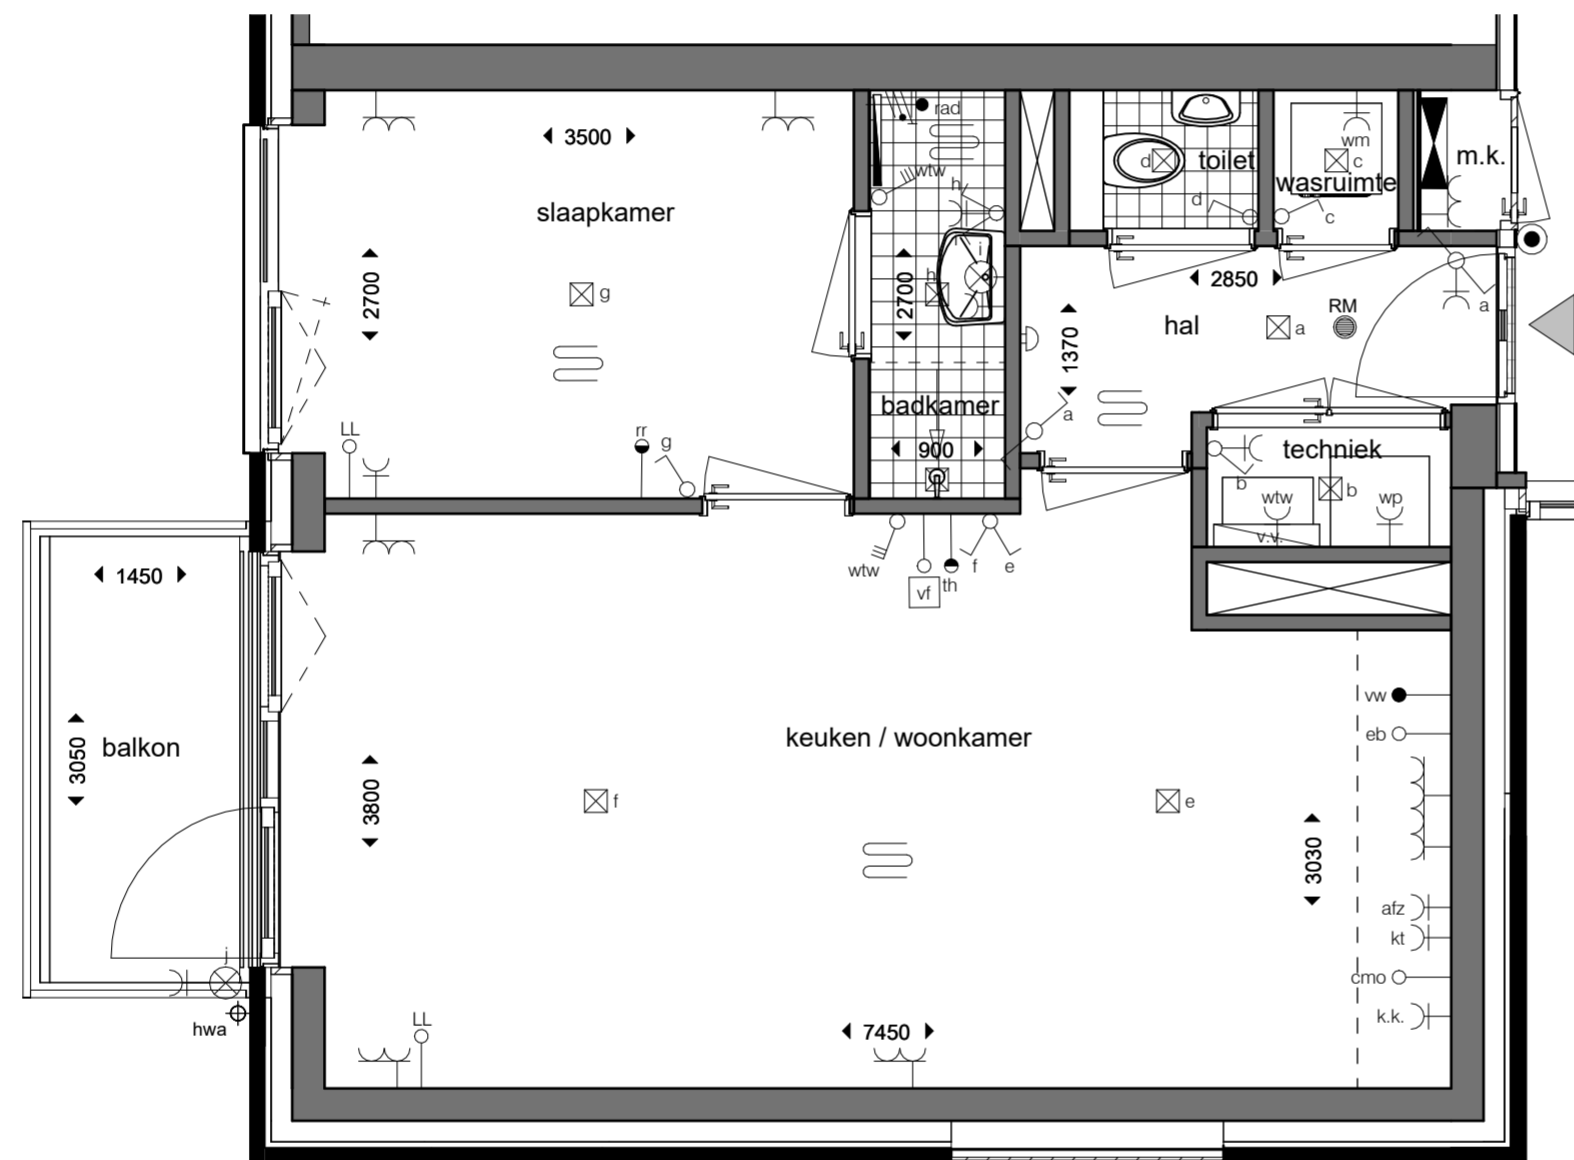 rad
3500
wm
d
toilet
c
m.k.
wtw
wasruimte
h
slaapkamer
d
c
i
2700
2700
h
2850
g
a
RM
a
hal
1370
badkamer
a
LL
rr
g
900
techniek
b
wtw
b
wp
v.v.
wtw
f
e
th
vf
1450
vw
eb
keuken / woonkamer
balkon
3050
3800
f
e
3030
afz
kt
j
cmo
k.k.
hwa
LL
7450